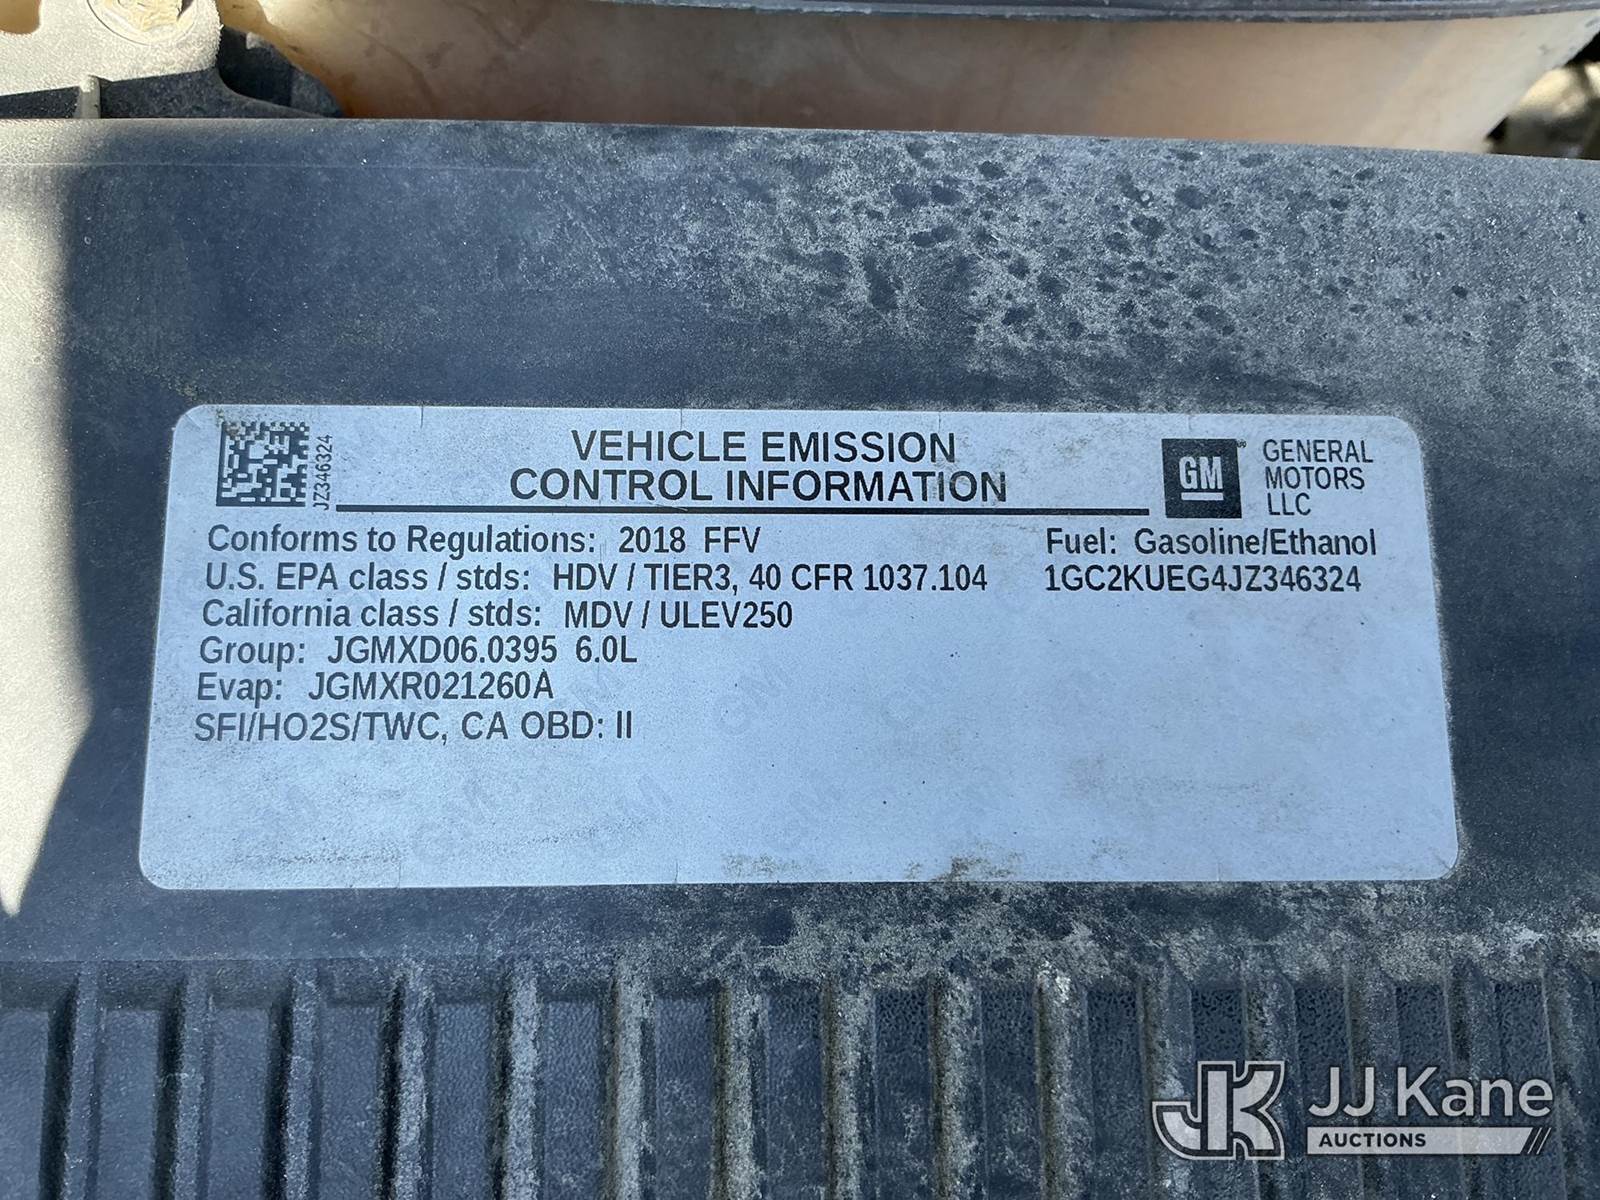 JZ346324
VEHICLE EMISSION
CONTROL INFORMATION
GM
GENERAL
MOTORS
LLC
Conforms to Regulations: 2018 FFV
Fuel: Gasoline/Ethanol
U.S. EPA class / stds: HDV / TIER3, 40 CFR 1037.104
1GC2KUEG4JZ346324
California class / stds: MDV / ULEV250
Group: JGMXD06.0395 6.0L
Evap: JGMXR021260A
SFI/HO2S/TWC, CA OBD: II
JK JJ Kane
AUCTIONS